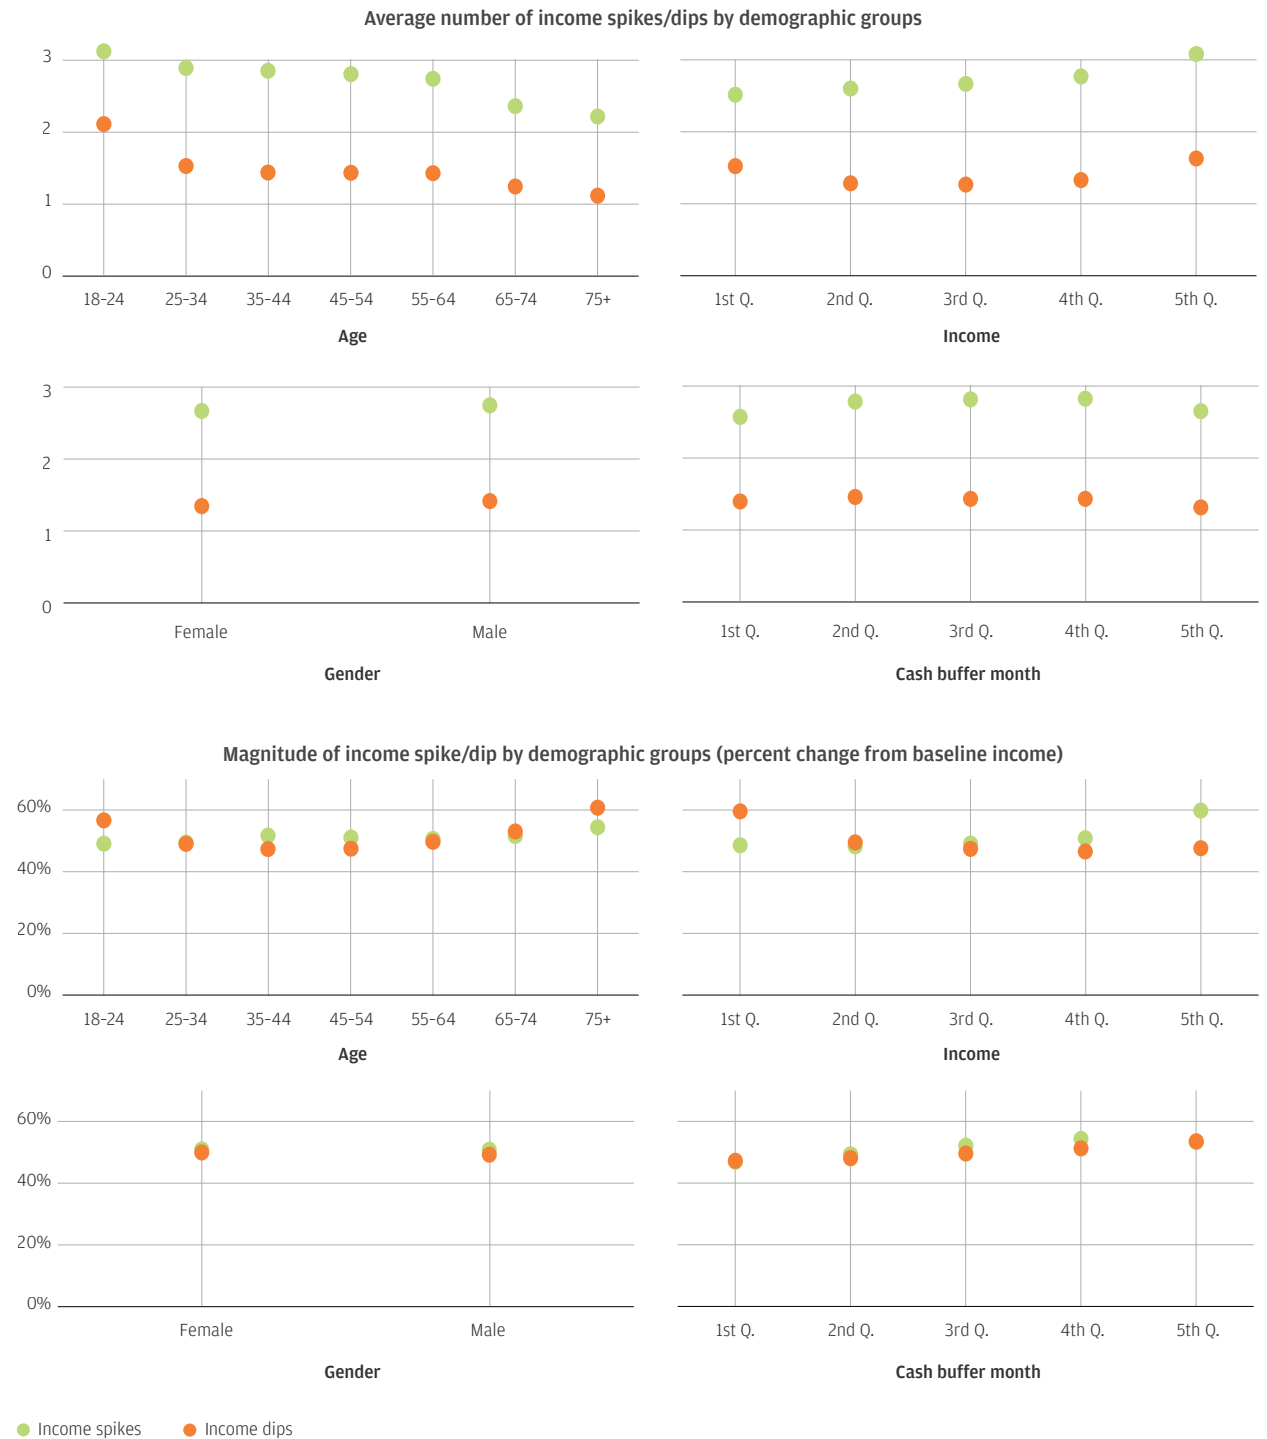 Average number of income spikes/dips by demographic groups
3
2
1
0
18-24 25-34 35-44 45-54 55-64 65-74 75+
Age
1st Q. 2nd Q. 3rd Q. 4th Q. 5th Q.
Income
3
2
1
0
Female Male
Gender
1st Q. 2nd Q. 3rd Q. 4th Q. 5th Q.
Cash buffer month
Magnitude of income spike/dip by demographic groups (percent change from baseline income)
60%
40%
20%
0%
18-24 25-34 35-44 45-54 55-64 65-74 75+
Age
1st Q. 2nd Q. 3rd Q. 4th Q. 5th Q.
Income
60%
40%
20%
0%
Female Male
Gender
1st Q. 2nd Q. 3rd Q. 4th Q. 5th Q.
Cash buffer month
Income spikes Income dips